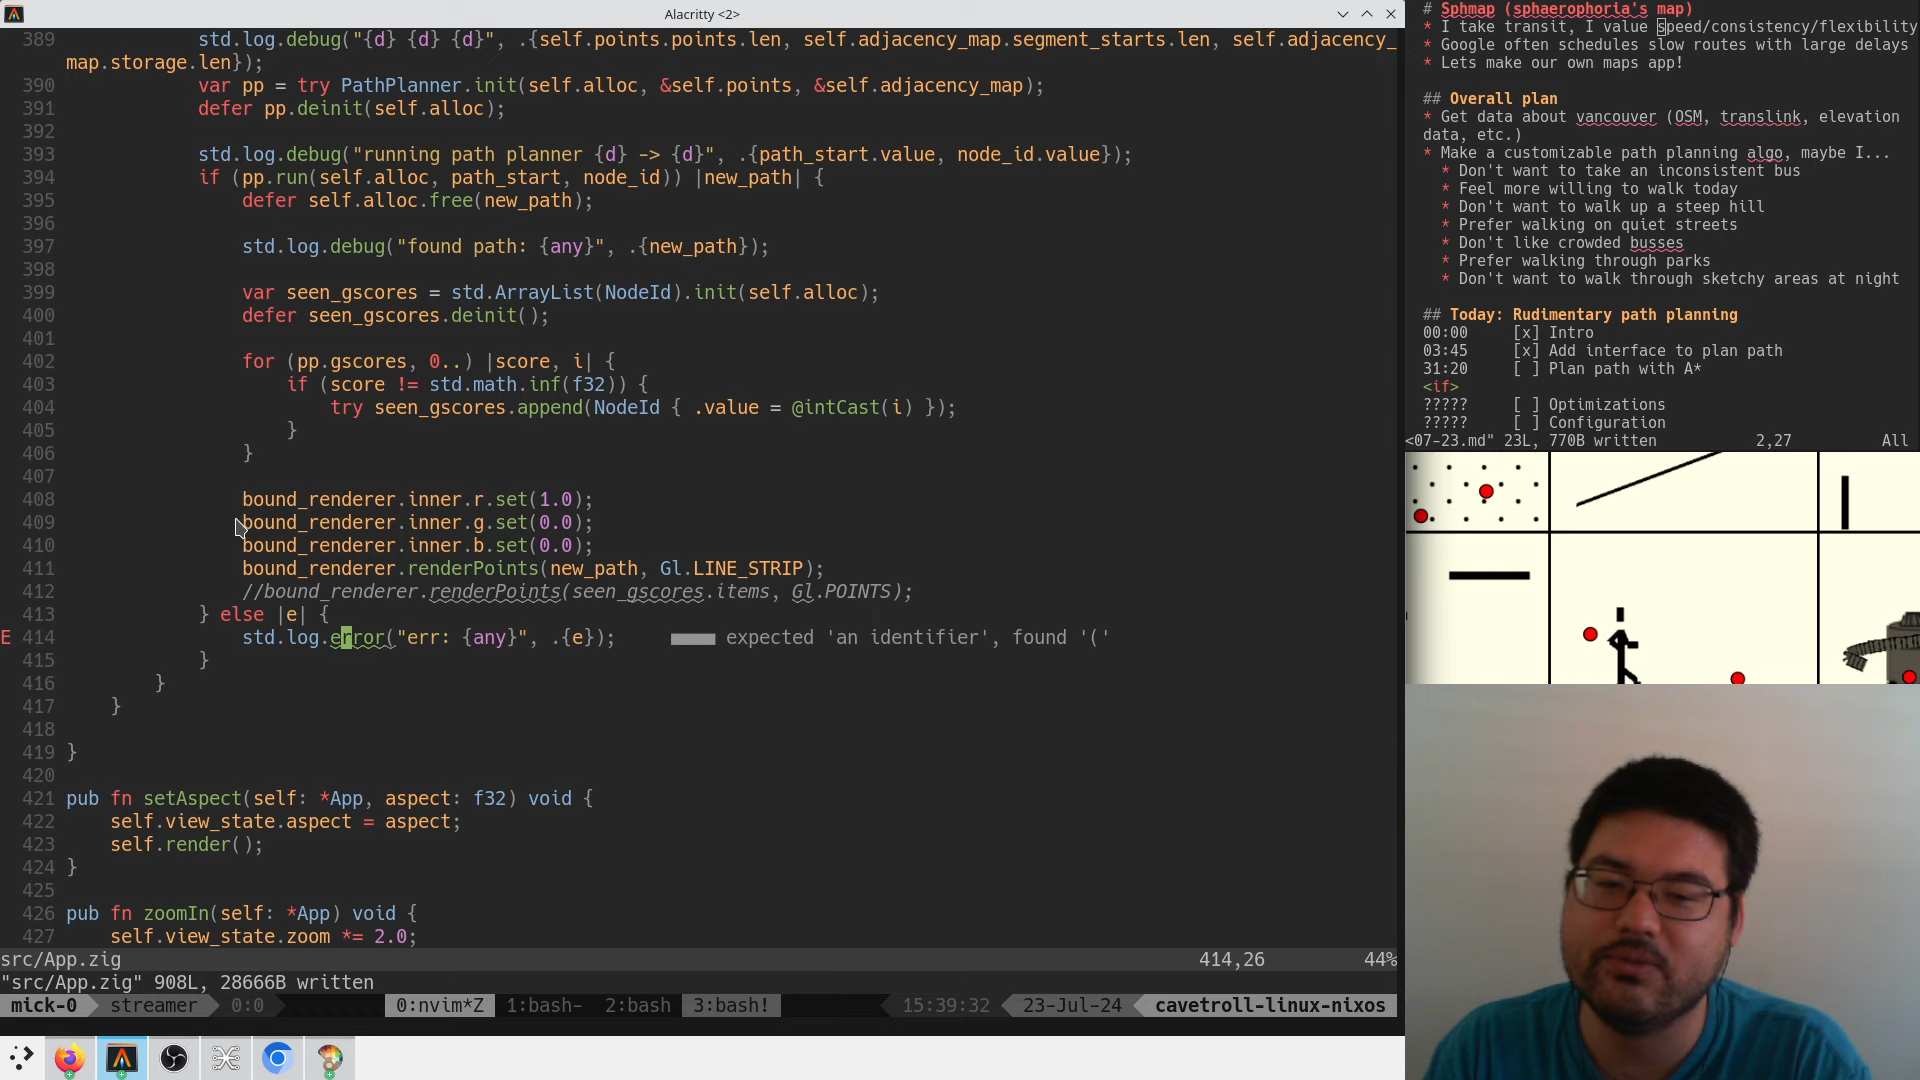 Alacritty <2>
389 std.log.debug("{d} {d} {d}", .{self.points.points.len, self.adjacency_map.segment_starts.len, self.adjacency_
map.storage.len});
390 var pp = try PathPlanner.init(self.alloc, &self.points, &self.adjacency_map);
391 defer pp.deinit(self.alloc);
392
393 std.log.debug("running path planner {d} -> {d}", .{path_start.value, node_id.value});
394 if (pp.run(self.alloc, path_start, node_id)) |new_path| {
395 defer self.alloc.free(new_path);
396
397 std.log.debug("found path: {any}", .{new_path});
398
399 var seen_gscores = std.ArrayList(NodeId).init(self.alloc);
400 defer seen_gscores.deinit();
401
402 for (pp.gscores, 0..) |score, i| {
403 if (score != std.math.inf(f32)) {
404 try seen_gscores.append(NodeId { .value = @intCast(i) });
405 }
406 }
407
408 bound_renderer.inner.r.set(1.0);
409 bound_renderer.inner.g.set(0.0);
410 bound_renderer.inner.b.set(0.0);
411 bound_renderer.renderPoints(new_path, Gl.LINE_STRIP);
412 //bound_renderer.renderPoints(seen_gscores.items, Gl.POINTS);
413 } else |e| {
E 414 std.log.error("err: {any}", .{e}); expected 'an identifier', found '('
415 }
416 }
417 }
418
419 }
420
421 pub fn setAspect(self: *App, aspect: f32) void {
422 self.view_state.aspect = aspect;
423 self.render();
424 }
425
426 pub fn zoomIn(self: *App) void {
427 self.view_state.zoom *= 2.0;
src/App.zig 414,26 44%
"src/App.zig" 908L, 28666B written
mick-0 streamer 0:0 0:nvim*Z 1:bash- 2:bash 3:bash! 15:39:32 23-Jul-24 cavetroll-linux-nixos
# Sphmap (sphaerophoria's map)
* I take transit, I value speed/consistency/flexibility
* Google often schedules slow routes with large delays
* Lets make our own maps app!
## Overall plan
* Get data about vancouver (OSM, translink, elevation
data, etc.)
* Make a customizable path planning algo, maybe I...
* Don't want to take an inconsistent bus
* Feel more willing to walk today
* Don't want to walk up a steep hill
* Prefer walking on quiet streets
* Don't like crowded busses
* Prefer walking through parks
* Don't want to walk through sketchy areas at night
## Today: Rudimentary path planning
00:00 [x] Intro
03:45 [x] Add interface to plan path
31:20 [ ] Plan path with A*
<if>
????? [ ] Optimizations
????? [ ] Configuration
<07-23.md" 23L, 770B written 2,27 All